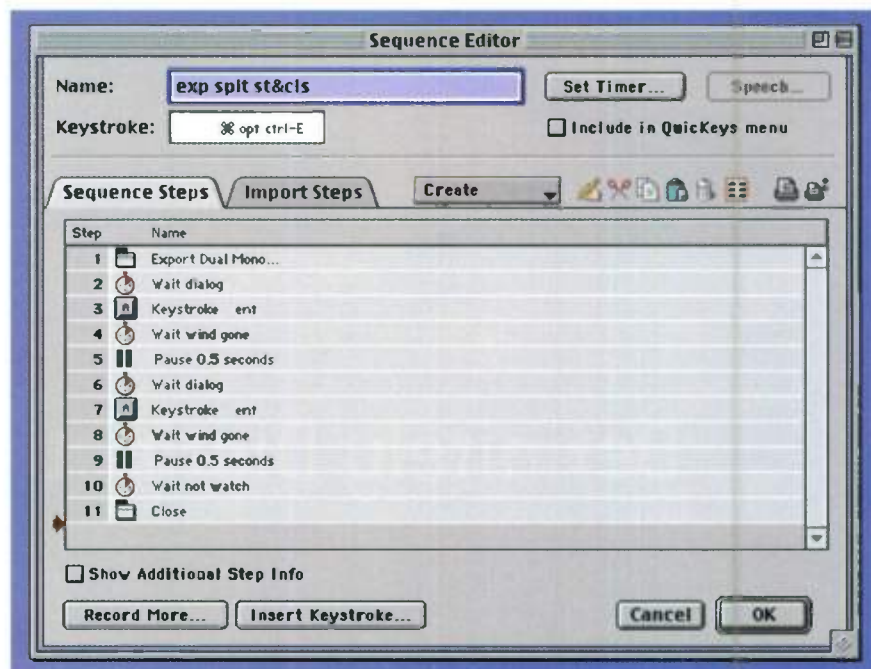 Sequence Editor
Name: exp split st&cls Set Timer... Speech...
Keystroke: ⌘ opt ctrl-E Include in QuicKeys menu
Sequence Steps Import Steps Create
Step Name
1 Export Dual Mono...
2 Wait dialog
3 Keystroke ent
4 Wait wind gone
5 Pause 0.5 seconds
6 Wait dialog
7 Keystroke ent
8 Wait wind gone
9 Pause 0.5 seconds
10 Wait not watch
11 Close
Show Additional Step Info
Record More... Insert Keystroke... Cancel OK